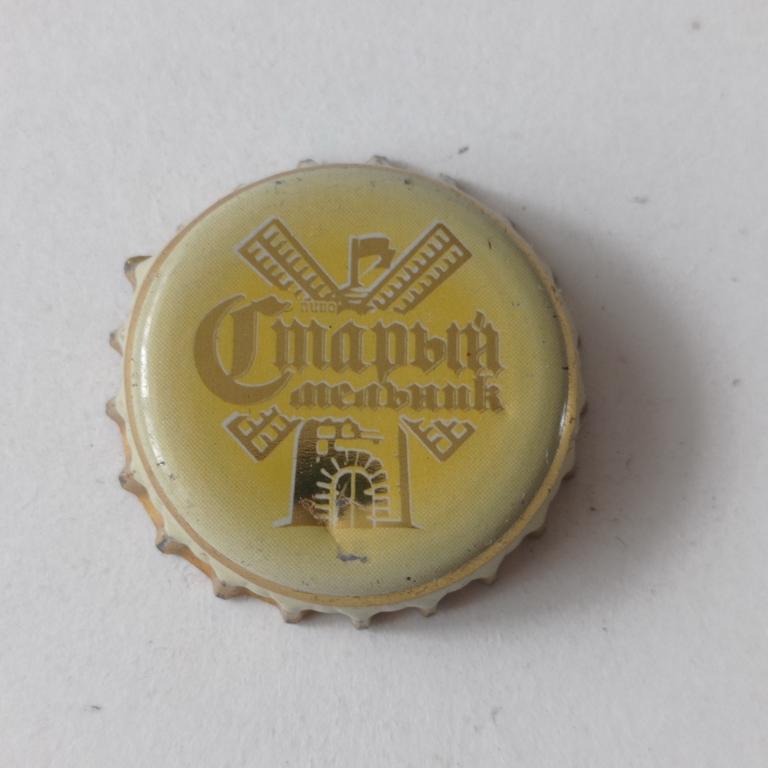 пиво
Старый
мельник